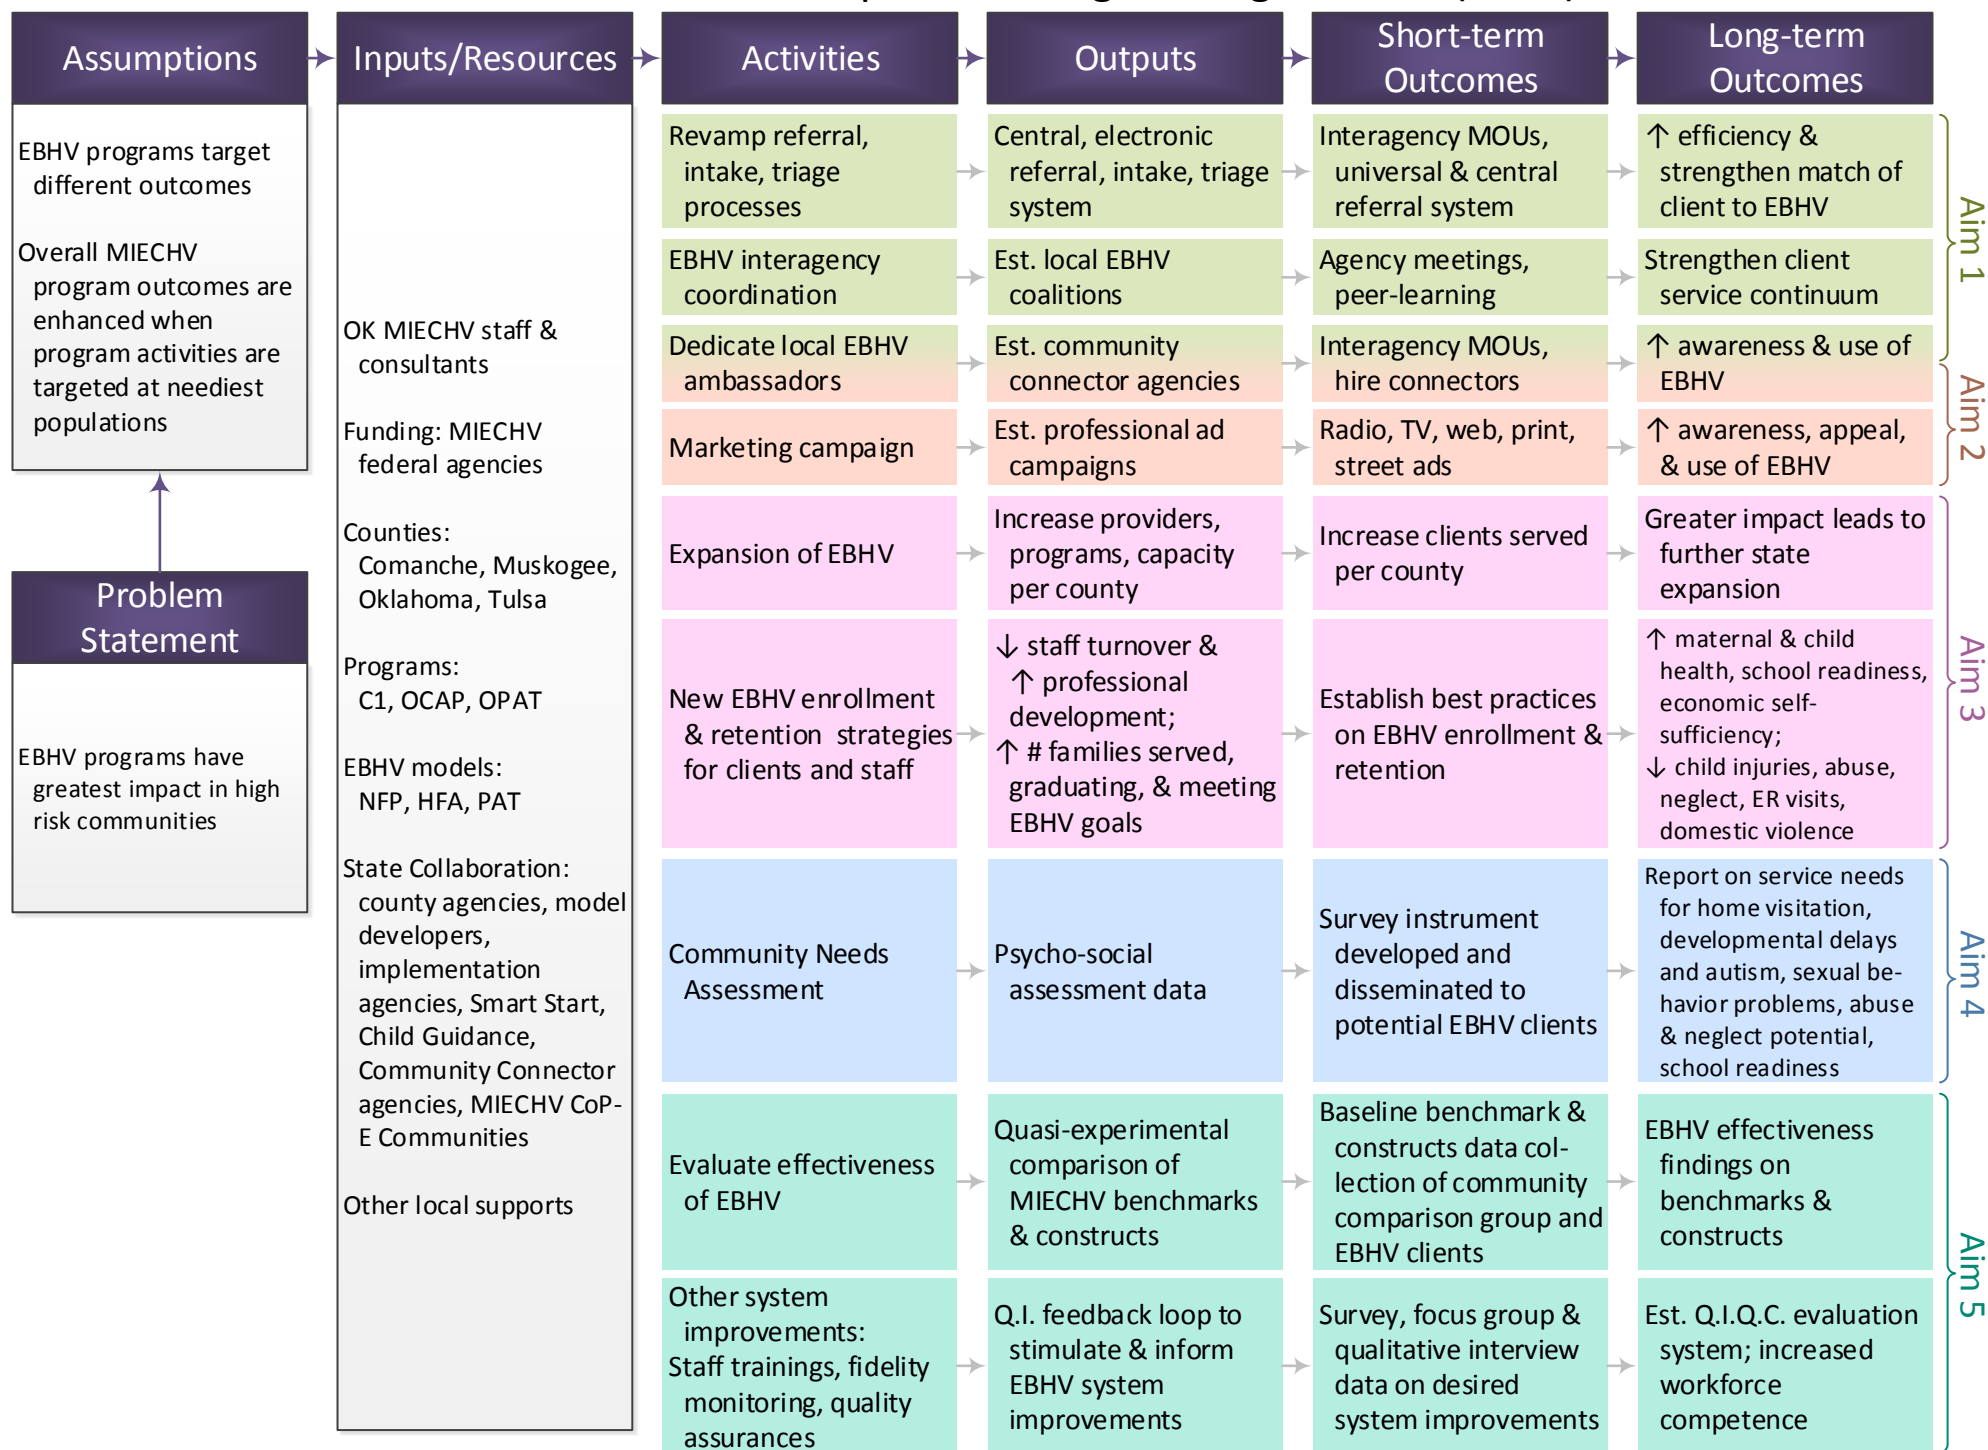 Assumptions
EBHV programs target
different outcomes
Overall MIECHV
program outcomes are
enhanced when
program activities are
targeted at neediest
populations
Problem
Statement
EBHV programs have
greatest impact in high
risk communities
Inputs/Resources
OK MIECHV staff &
consultants
Funding: MIECHV
federal agencies
Counties:
Comanche, Muskogee,
Oklahoma, Tulsa
Programs:
C1, OCAP, OPAT
EBHV models:
NFP, HFA, PAT
State Collaboration:
county agencies, model
developers,
implementation
agencies, Smart Start,
Child Guidance,
Community Connector
agencies, MIECHV CoP-
E Communities
Other local supports
Activities
Outputs
Short-term
Outcomes
Long-term
Outcomes
Revamp referral,
intake, triage
processes
Central, electronic
referral, intake, triage
system
Interagency MOUs,
universal & central
referral system
↑ efficiency &
strengthen match of
client to EBHV
EBHV interagency
coordination
Est. local EBHV
coalitions
Agency meetings,
peer-learning
Strengthen client
service continuum
Aim 1
Dedicate local EBHV
ambassadors
Est. community
connector agencies
Interagency MOUs,
hire connectors
↑ awareness & use of
EBHV
Marketing campaign
Est. professional ad
campaigns
Radio, TV, web, print,
street ads
↑ awareness, appeal,
& use of EBHV
Aim 2
Expansion of EBHV
Increase providers,
programs, capacity
per county
Increase clients served
per county
Greater impact leads to
further state
expansion
New EBHV enrollment
& retention strategies
for clients and staff
↓ staff turnover &
↑ professional
development;
↑ # families served,
graduating, & meeting
EBHV goals
Establish best practices
on EBHV enrollment &
retention
↑ maternal & child
health, school readiness,
economic self-
sufficiency;
↓ child injuries, abuse,
neglect, ER visits,
domestic violence
Aim 3
Community Needs
Assessment
Psycho-social
assessment data
Survey instrument
developed and
disseminated to
potential EBHV clients
Report on service needs
for home visitation,
developmental delays
and autism, sexual be-
havior problems, abuse
& neglect potential,
school readiness
Aim 4
Evaluate effectiveness
of EBHV
Quasi-experimental
comparison of
MIECHV benchmarks
& constructs
Baseline benchmark &
constructs data col-
lection of community
comparison group and
EBHV clients
EBHV effectiveness
findings on
benchmarks &
constructs
Other system
improvements:
Staff trainings, fidelity
monitoring, quality
assurances
Q.I. feedback loop to
stimulate & inform
EBHV system
improvements
Survey, focus group &
qualitative interview
data on desired
system improvements
Est. Q.I.Q.C. evaluation
system; increased
workforce
competence
Aim 5